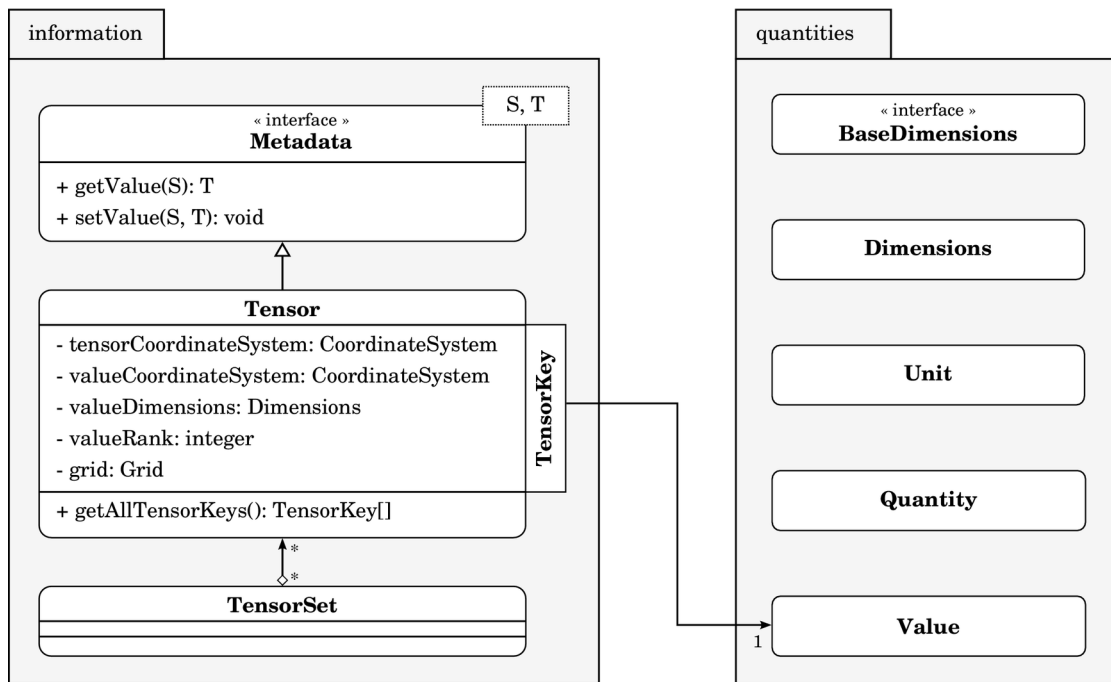 information
S, T
« interface »
Metadata
+ getValue(S): T
+ setValue(S, T): void
Tensor
- tensorCoordinateSystem: CoordinateSystem
- valueCoordinateSystem: CoordinateSystem
- valueDimensions: Dimensions
- valueRank: integer
- grid: Grid
+ getAllTensorKeys(): TensorKey[]
TensorKey
*
*
TensorSet
quantities
« interface »
BaseDimensions
Dimensions
Unit
Quantity
Value
1